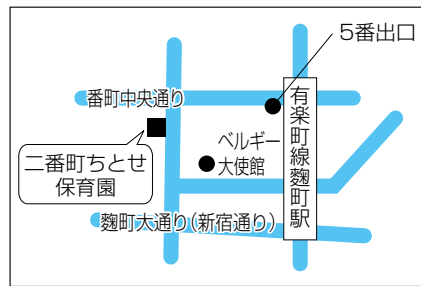 5番出口
番町中央通り
有楽町線麴町駅
ベルギー
大使館
二番町ちとせ
保育園
麴町大通り(新宿通り)